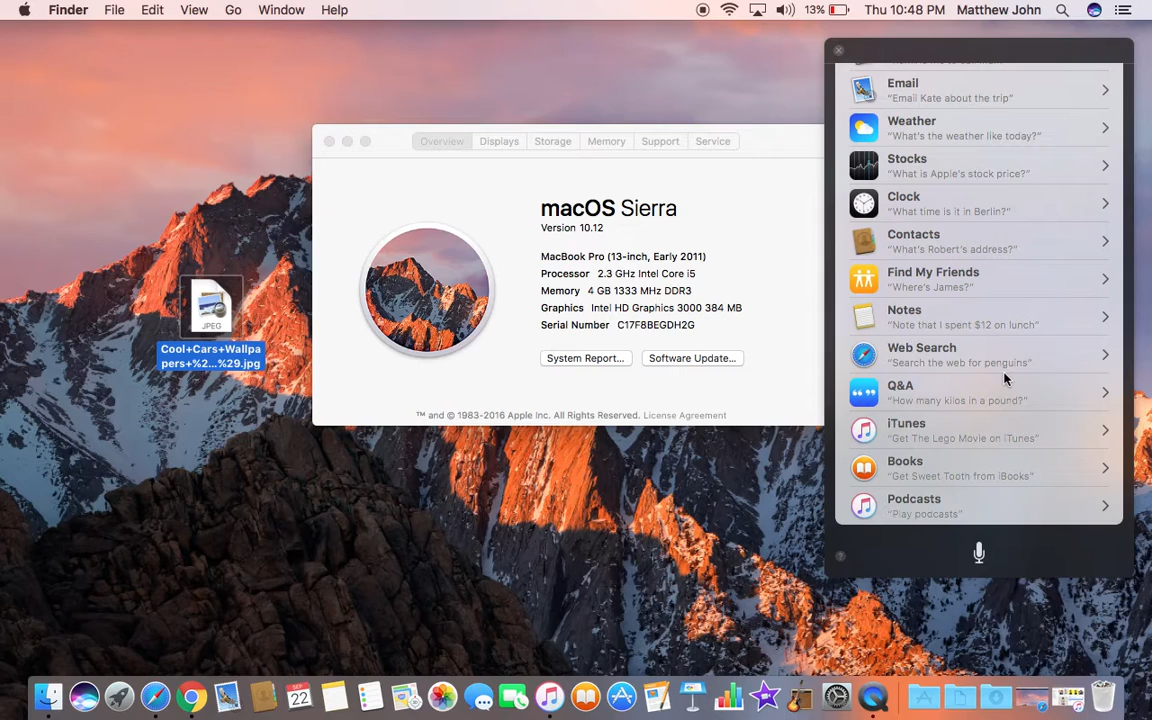 Finder File Edit View Go Window Help 13% Thu 10:48 PM Matthew John
Overview Displays Storage Memory Support Service
macOS Sierra
Version 10.12
MacBook Pro (13-inch, Early 2011)
Processor 2.3 GHz Intel Core i5
Memory 4 GB 1333 MHz DDR3
Graphics Intel HD Graphics 3000 384 MB
Serial Number C17F8BEGDH2G
System Report... Software Update...
™ and © 1983-2016 Apple Inc. All Rights Reserved. License Agreement
JPEG
Cool+Cars+Wallpa
pers+%2...%29.jpg
Email
“Email Kate about the trip”
Weather
“What's the weather like today?”
Stocks
“What is Apple's stock price?”
Clock
“What time is it in Berlin?”
Contacts
“What's Robert's address?”
Find My Friends
“Where's James?”
Notes
“Note that I spent $12 on lunch”
Web Search
“Search the web for penguins”
Q&A
“How many kilos in a pound?”
iTunes
“Get The Lego Movie on iTunes”
Books
“Get Sweet Tooth from iBooks”
Podcasts
“Play podcasts”
?
SEP
22